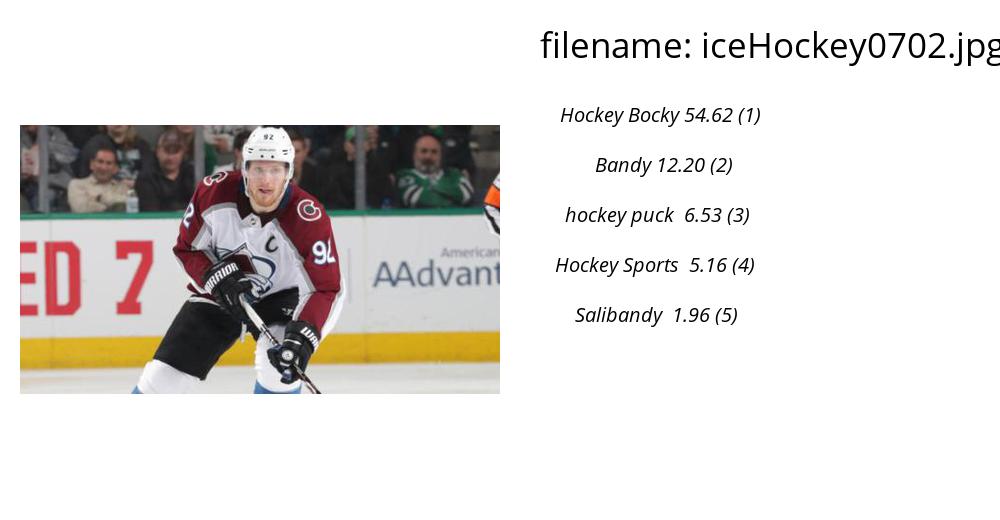 filename: iceHockey0702.jpg
Hockey Bocky 54.62 (1)
Bandy 12.20 (2)
hockey puck 6.53 (3)
Hockey Sports 5.16 (4)
Salibandy 1.96 (5)
92
C
92
2
C
WARRIOR
ED 7
American
AAdvant